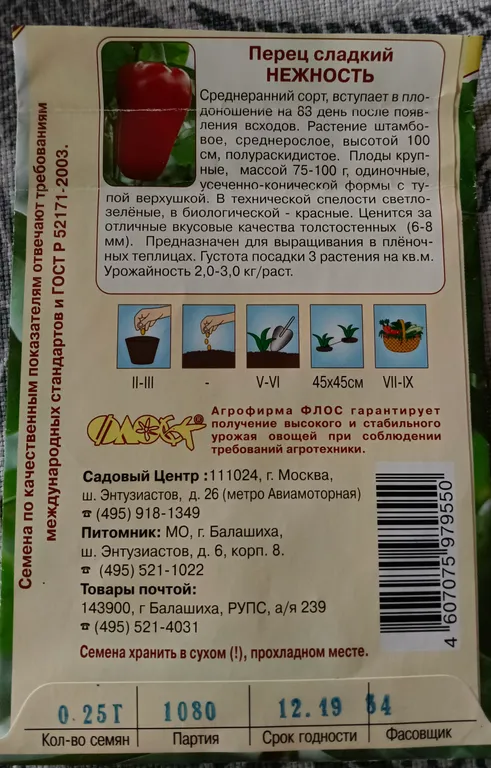 Перец сладкий
НЕЖНОСТЬ
Среднеранний сорт, вступает в пло-
доношение на 83 день после появ-
ления всходов. Растение штамбо-
вое, среднерослое, высотой 100
см, полураскидистое. Плоды круп-
ные, массой 75-100 г, одиночные,
усеченно-конической формы с ту-
пой верхушкой. В технической спелости светло-
зелёные, в биологической - красные. Ценится за
отличные вкусовые качества толстостенных (6-8
мм). Предназначен для выращивания в плёноч-
ных теплицах. Густота посадки 3 растения на кв.м.
Урожайность 2,0-3,0 кг/раст.
Семена по качественным показателям отвечают требованиям
международных стандартов и ГОСТ Р 52171-2003.
II-III - V-VI 45х45см VII-IX
ФЛОС ®
Агрофирма ФЛОС гарантирует
получение высокого и стабильного
урожая овощей при соблюдении
требований агротехники.
Садовый Центр :111024, г. Москва,
ш. Энтузиастов, д. 26 (метро Авиамоторная)
☎ (495) 918-1349
Питомник: МО, г. Балашиха,
ш. Энтузиастов, д. 6, корп. 8.
☎ (495) 521-1022
Товары почтой:
143900, г Балашиха, РУПС, а/я 239
☎ (495) 521-4031
4 607075 979550
Семена хранить в сухом (!), прохладном месте.
0.25Г 1080 12.19 84
Кол-во семян Партия Срок годности Фасовщик